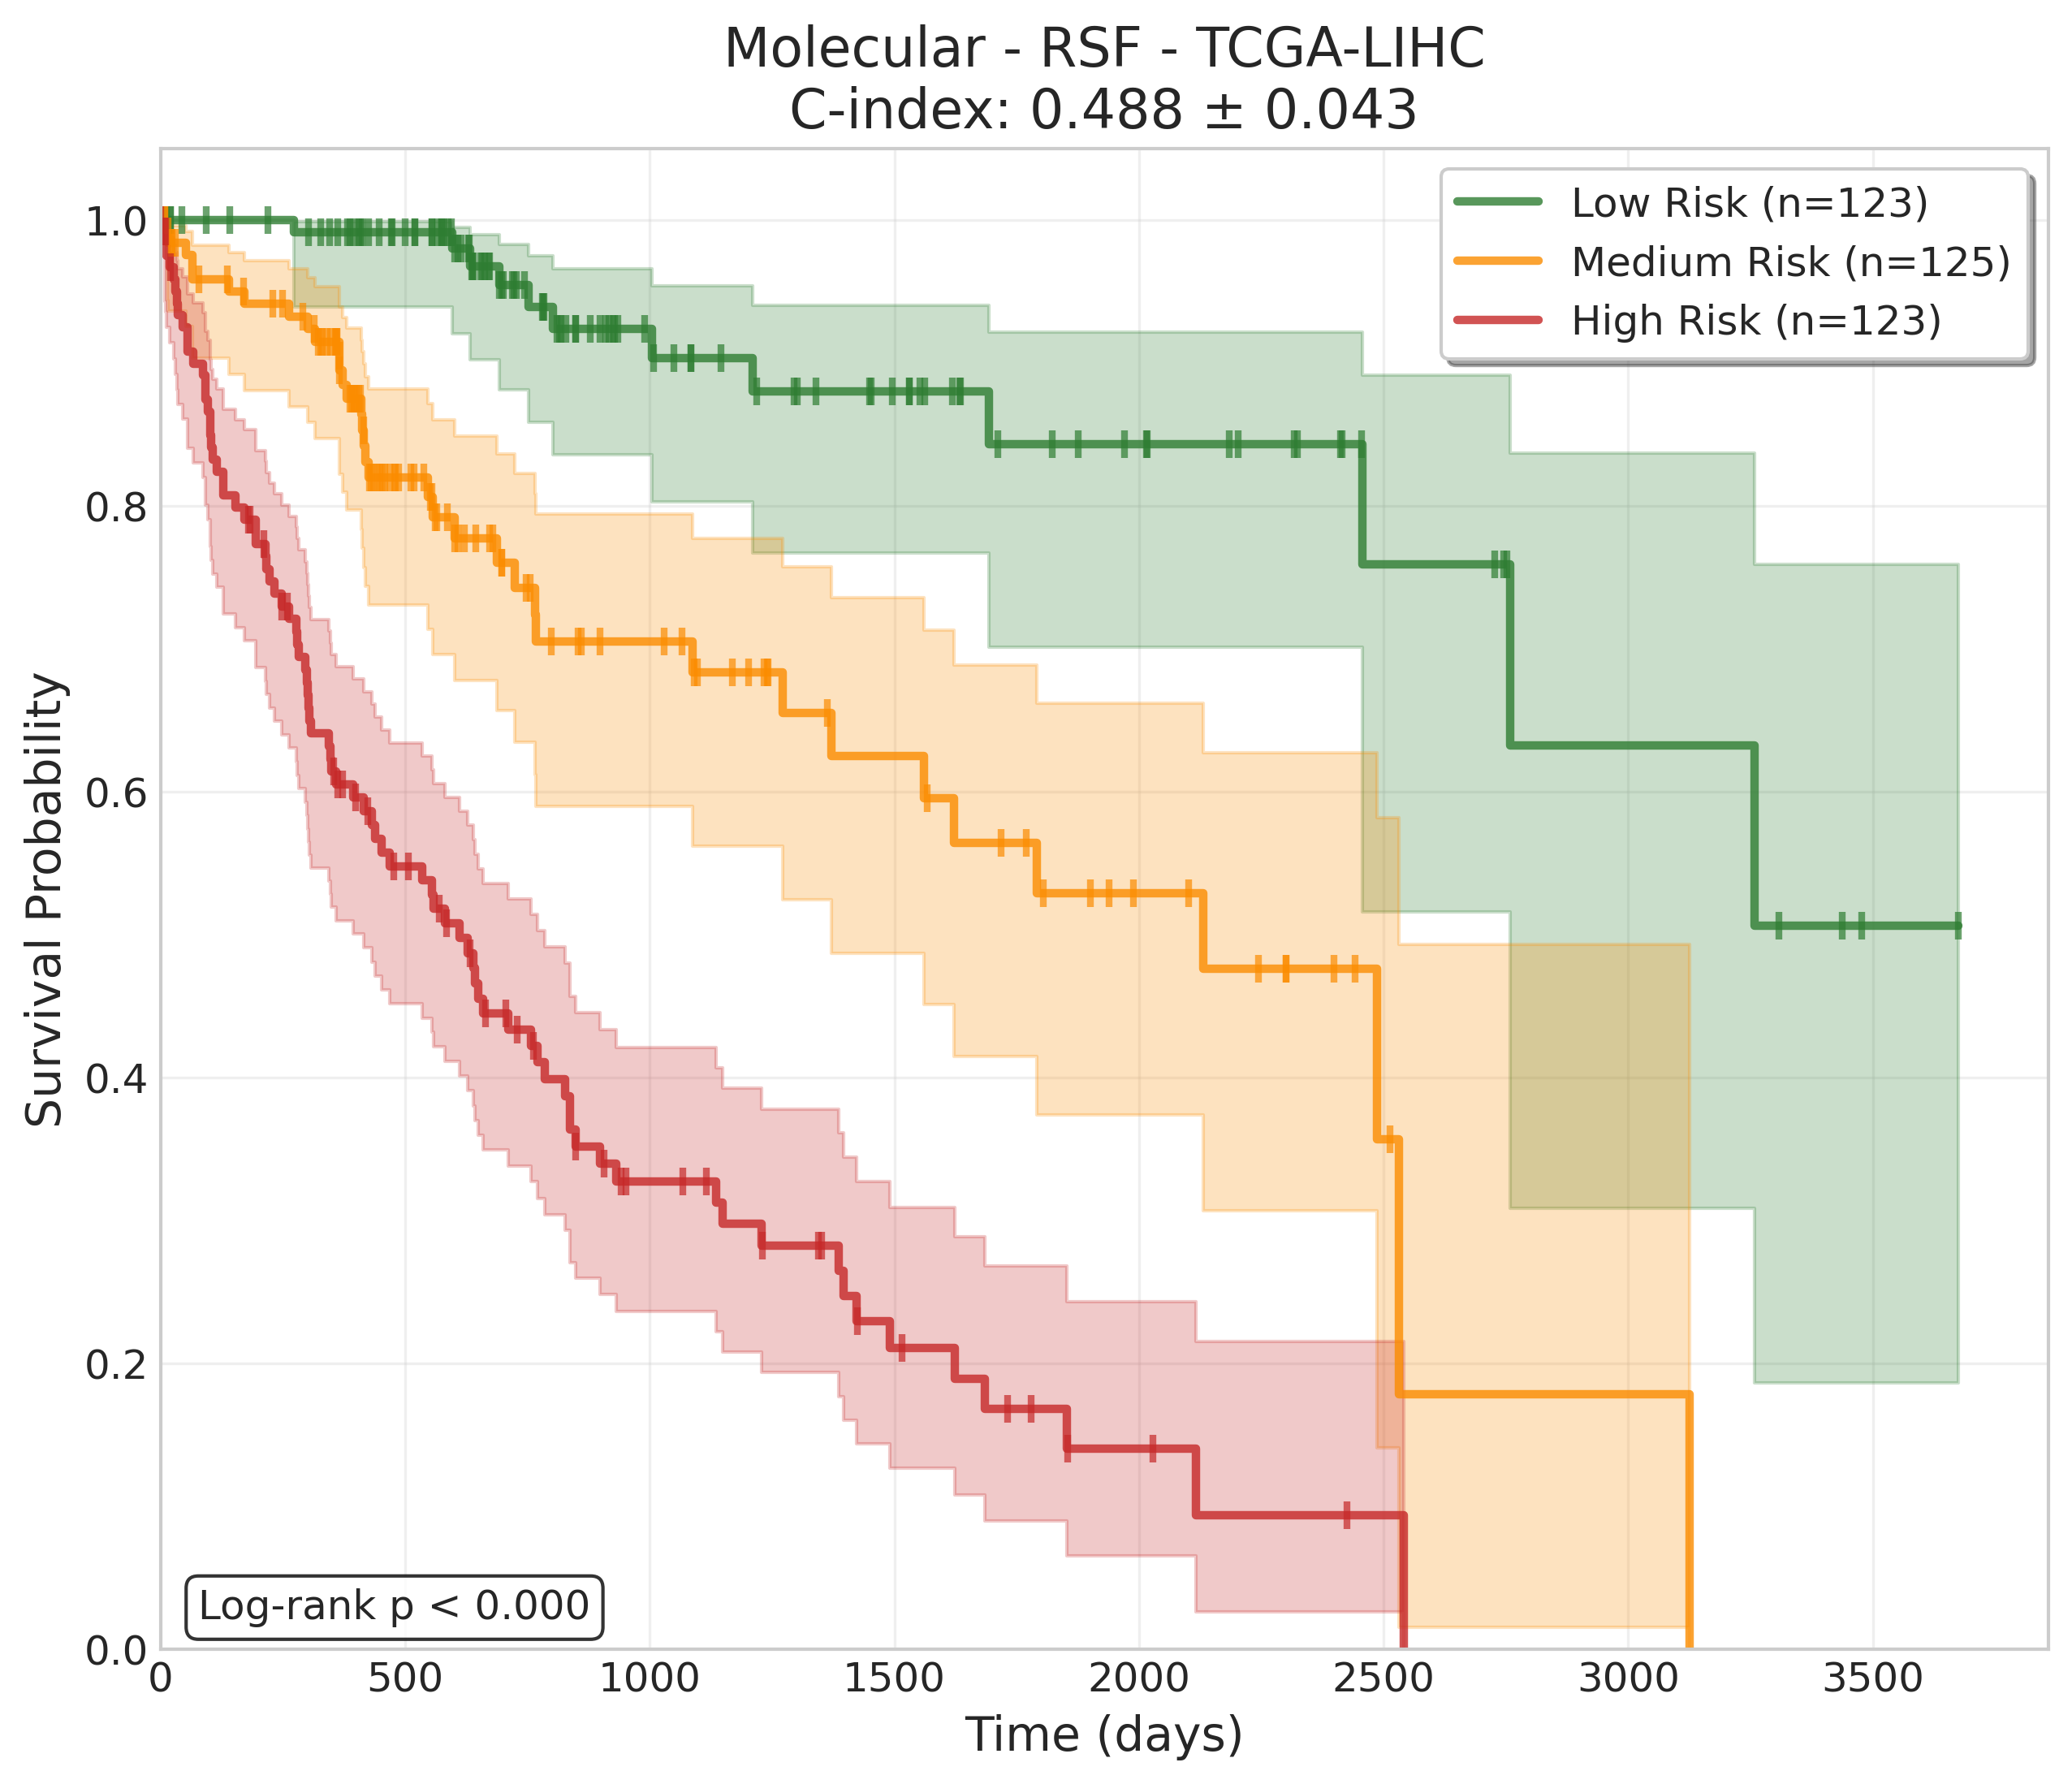 Molecular - RSF - TCGA-LIHC
C-index: 0.488 ± 0.043
Low Risk (n=123)
Medium Risk (n=125)
High Risk (n=123)
Survival Probability
1.0
0.8
0.6
0.4
0.2
0.0
Log-rank p < 0.000
0 500 1000 1500 2000 2500 3000 3500
Time (days)